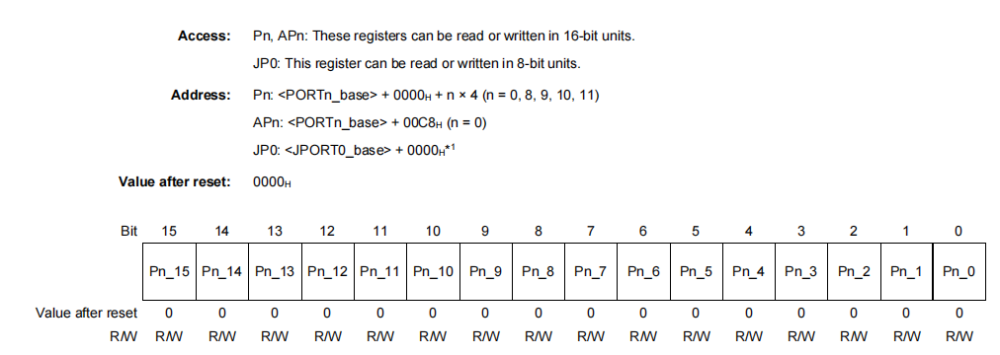 Access: Pn, APn: These registers can be read or written in 16-bit units.
JP0: This register can be read or written in 8-bit units.
Address: Pn: <PORTn_base> + 0000H + n × 4 (n = 0, 8, 9, 10, 11)
APn: <PORTn_base> + 00C8H (n = 0)
JP0: <JPORT0_base> + 0000H*1
Value after reset: 0000H
Bit 15 14 13 12 11 10 9 8 7 6 5 4 3 2 1 0
Pn_15 Pn_14 Pn_13 Pn_12 Pn_11 Pn_10 Pn_9 Pn_8 Pn_7 Pn_6 Pn_5 Pn_4 Pn_3 Pn_2 Pn_1 Pn_0
Value after reset 0 0 0 0 0 0 0 0 0 0 0 0 0 0 0 0
R/W R/W R/W R/W R/W R/W R/W R/W R/W R/W R/W R/W R/W R/W R/W R/W R/W